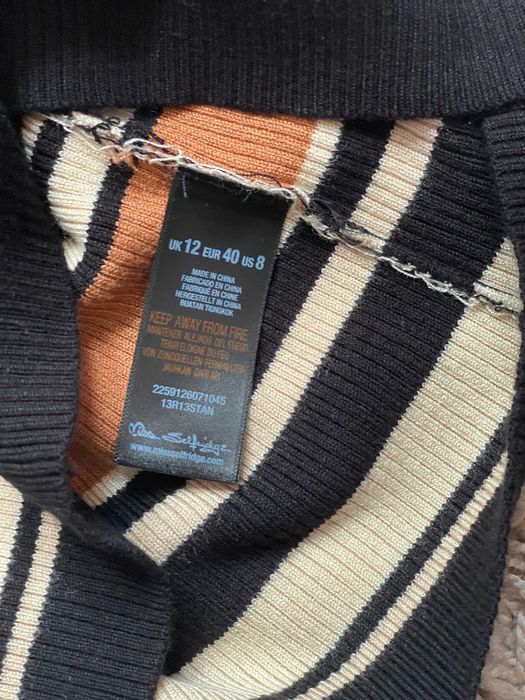 UK 12 EUR 40 US 8
MADE IN CHINA
FABRICADO EN CHINA
FABRIQUÉ EN CHINE
HERGESTELLT IN CHINA
BUATAN TIONGKOK
KEEP AWAY FROM FIRE
MANTENER ALEJADO DEL FUEGO
TENIR ELOIGNE DU FEU
VON ZUNDQUELLEN FERNHALTEN
JAUHKAN DARI API
2259126071045
13R13STAN
Miss Selfridge
www.missselfridge.com